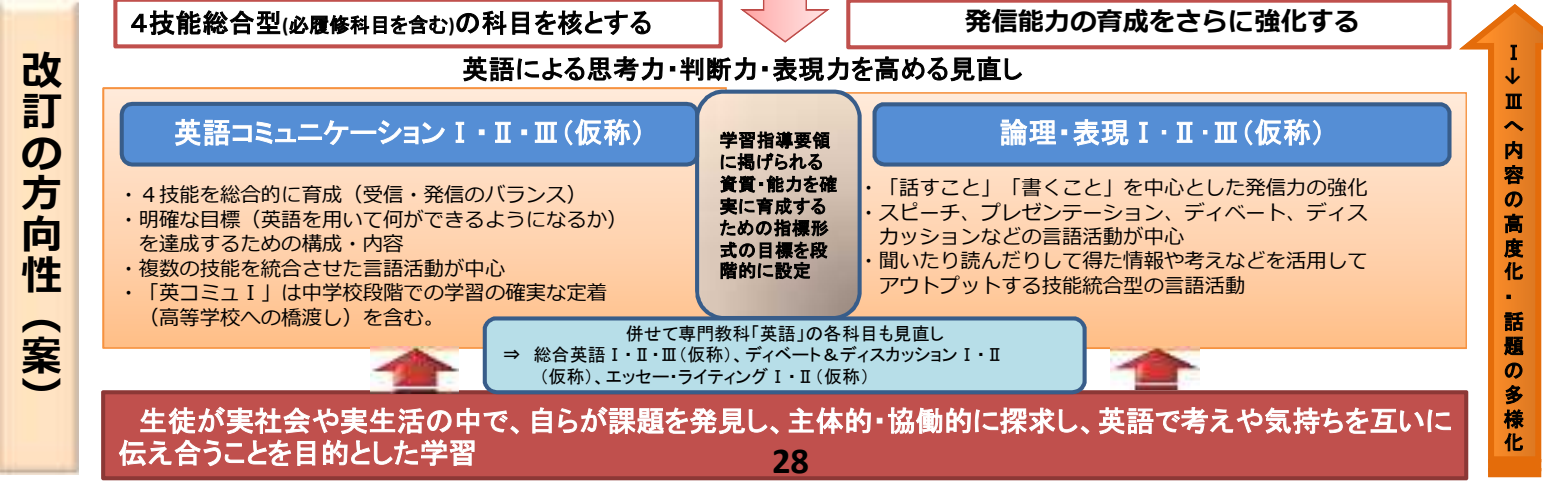 改訂の方向性(案)
4技能総合型(必履修科目を含む)の科目を核とする
発信能力の育成をさらに強化する
英語による思考力・判断力・表現力を高める見直し
英語コミュニケーションⅠ・Ⅱ・Ⅲ(仮称)
・4技能を総合的に育成(受信・発信のバランス)
・明確な目標(英語を用いて何ができるようになるか)
を達成するための構成・内容
・複数の技能を統合させた言語活動が中心
・「英コミュⅠ」は中学校段階での学習の確実な定着
(高等学校への橋渡し)を含む。
学習指導要領
に掲げられる
資質・能力を確
実に育成する
ための指標形
式の目標を段
階的に設定
論理・表現Ⅰ・Ⅱ・Ⅲ(仮称)
・「話すこと」「書くこと」を中心とした発信力の強化
・スピーチ、プレゼンテーション、ディベート、ディス
カッションなどの言語活動が中心
・聞いたり読んだりして得た情報や考えなどを活用して
アウトプットする技能統合型の言語活動
併せて専門教科「英語」の各科目も見直し
⇒ 総合英語Ⅰ・Ⅱ・Ⅲ(仮称)、ディベート&ディスカッションⅠ・Ⅱ
(仮称)、エッセー・ライティングⅠ・Ⅱ(仮称)
生徒が実社会や実生活の中で、自らが課題を発見し、主体的・協働的に探求し、英語で考えや気持ちを互いに
伝え合うことを目的とした学習
28
Ⅰ→Ⅲへ内容の高度化・話題の多様化